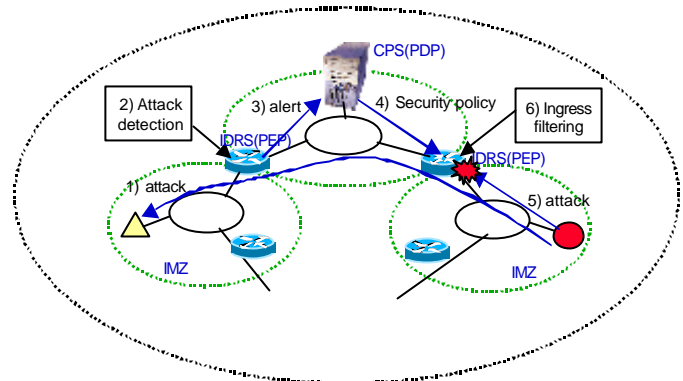 CPS(PDP)
2) Attack
detection
3) alert
4) Security policy
6) Ingress
filtering
IDRS(PEP)
IDRS(PEP)
1) attack
5) attack
IMZ
IMZ